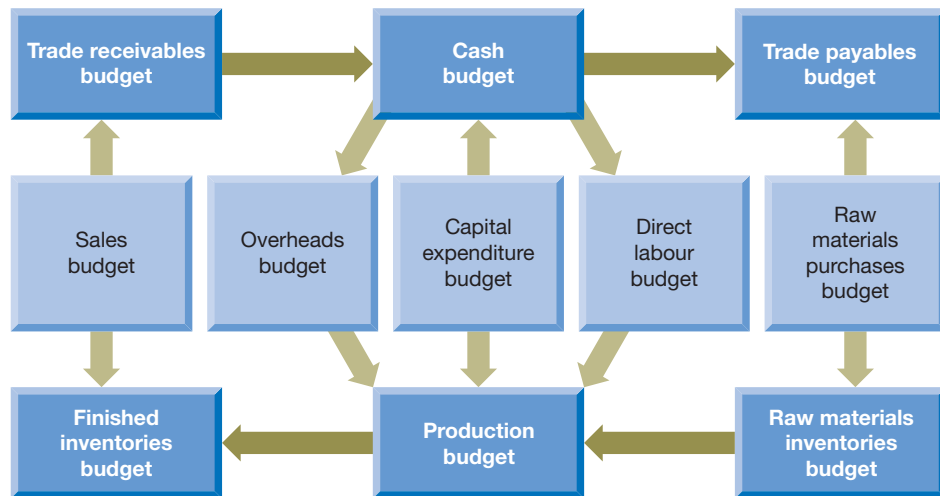 Trade receivables
budget
Cash
budget
Trade payables
budget
Sales
budget
Overheads
budget
Capital
expenditure
budget
Direct
labour
budget
Raw
materials
purchases
budget
Finished
inventories
budget
Production
budget
Raw materials
inventories
budget